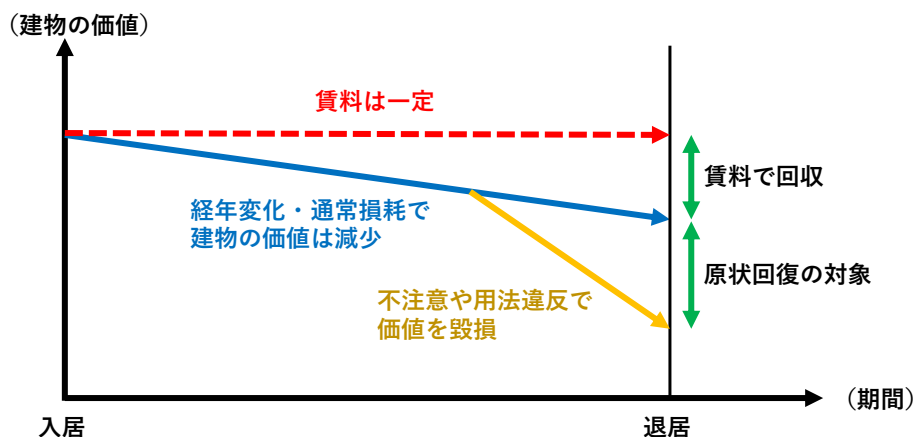 （建物の価値）
賃料は一定
賃料で回収
経年変化・通常損耗で
建物の価値は減少
原状回復の対象
不注意や用法違反で
価値を毀損
（期間）
入居
退居